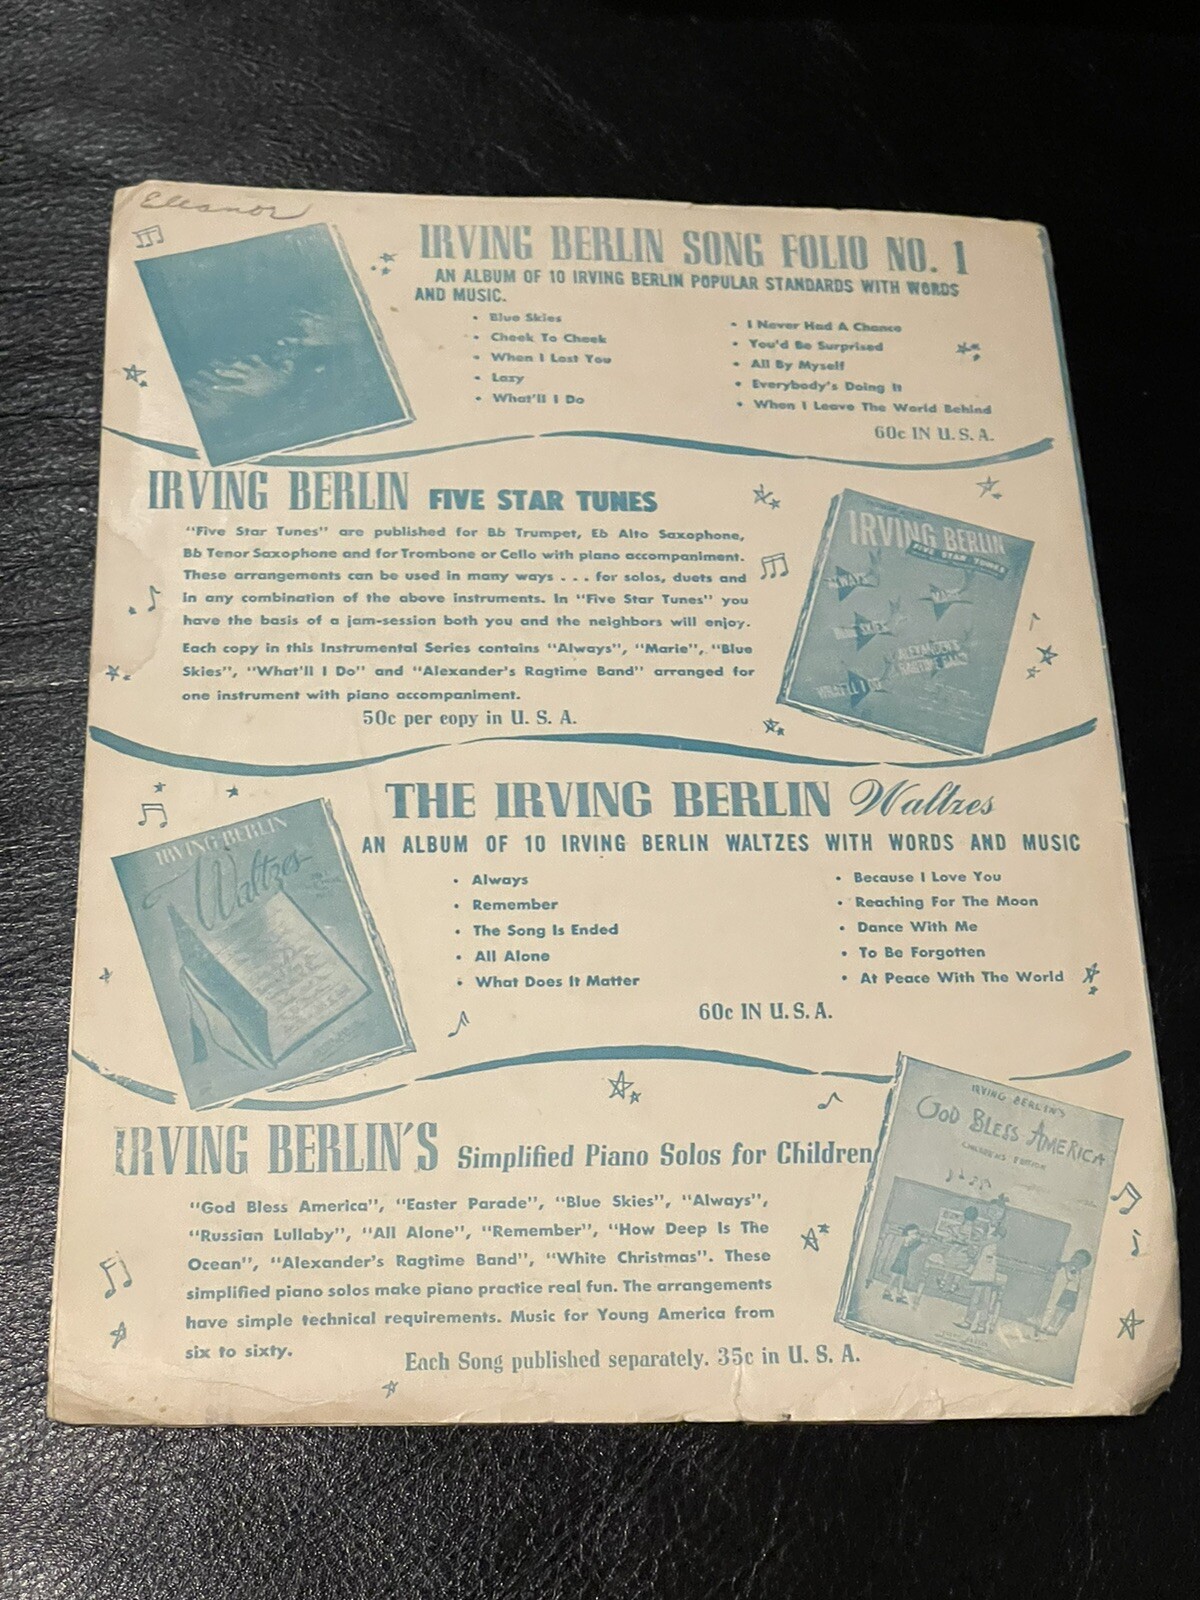 Eleanor
IRVING BERLIN SONG FOLIO NO. 1
AN ALBUM OF 10 IRVING BERLIN POPULAR STANDARDS WITH WORDS
AND MUSIC.
• Blue Skies
• Cheek To Cheek
• When I Lost You
• Lazy
• What'll I Do
• I Never Had A Chance
• You'd Be Surprised
• All By Myself
• Everybody's Doing It
• When I Leave The World Behind
60c IN U. S. A.
IRVING BERLIN FIVE STAR TUNES
"Five Star Tunes" are published for Bb Trumpet, Eb Alto Saxophone,
Bb Tenor Saxophone and for Trombone or Cello with piano accompaniment.
These arrangements can be used in many ways . . . for solos, duets and
in any combination of the above instruments. In "Five Star Tunes" you
have the basis of a jam-session both you and the neighbors will enjoy.
Each copy in this Instrumental Series contains "Always", "Marie", "Blue
Skies", "What'll I Do" and "Alexander's Ragtime Band" arranged for
one instrument with piano accompaniment.
50c per copy in U. S. A.
IRVING BERLIN
FIVE STAR TUNES
ALWAYS
MARIE
BLUE SKIES
ALEXANDER'S
RAGTIME BAND
WHAT'LL I DO
THE IRVING BERLIN Waltzes
AN ALBUM OF 10 IRVING BERLIN WALTZES WITH WORDS AND MUSIC
• Always
• Remember
• The Song Is Ended
• All Alone
• What Does It Matter
• Because I Love You
• Reaching For The Moon
• Dance With Me
• To Be Forgotten
• At Peace With The World
60c IN U. S. A.
IRVING BERLIN
Waltzes
IRVING BERLIN'S Simplified Piano Solos for Children
"God Bless America", "Easter Parade", "Blue Skies", "Always",
"Russian Lullaby", "All Alone", "Remember", "How Deep Is The
Ocean", "Alexander's Ragtime Band", "White Christmas". These
simplified piano solos make piano practice real fun. The arrangements
have simple technical requirements. Music for Young America from
six to sixty.
Each Song published separately. 35c in U. S. A.
IRVING BERLIN'S
GOD BLESS AMERICA
CHILDREN'S EDITION